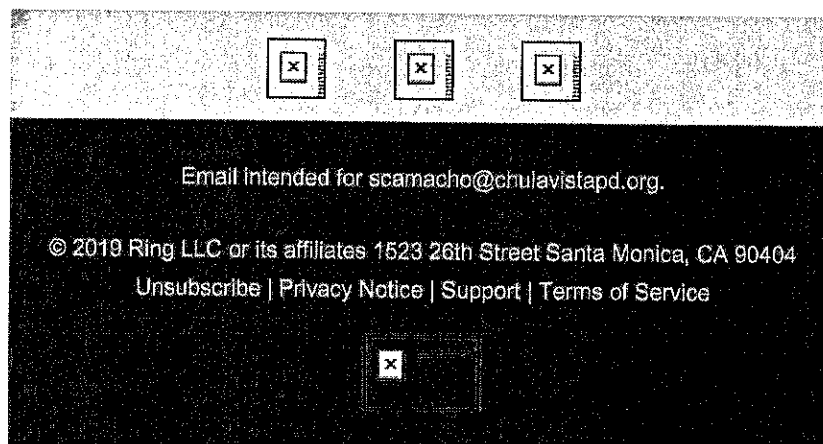 Email intended for scamacho@chulavistapd.org.
© 2019 Ring LLC or its affiliates 1523 26th Street Santa Monica, CA 90404
Unsubscribe | Privacy Notice | Support | Terms of Service